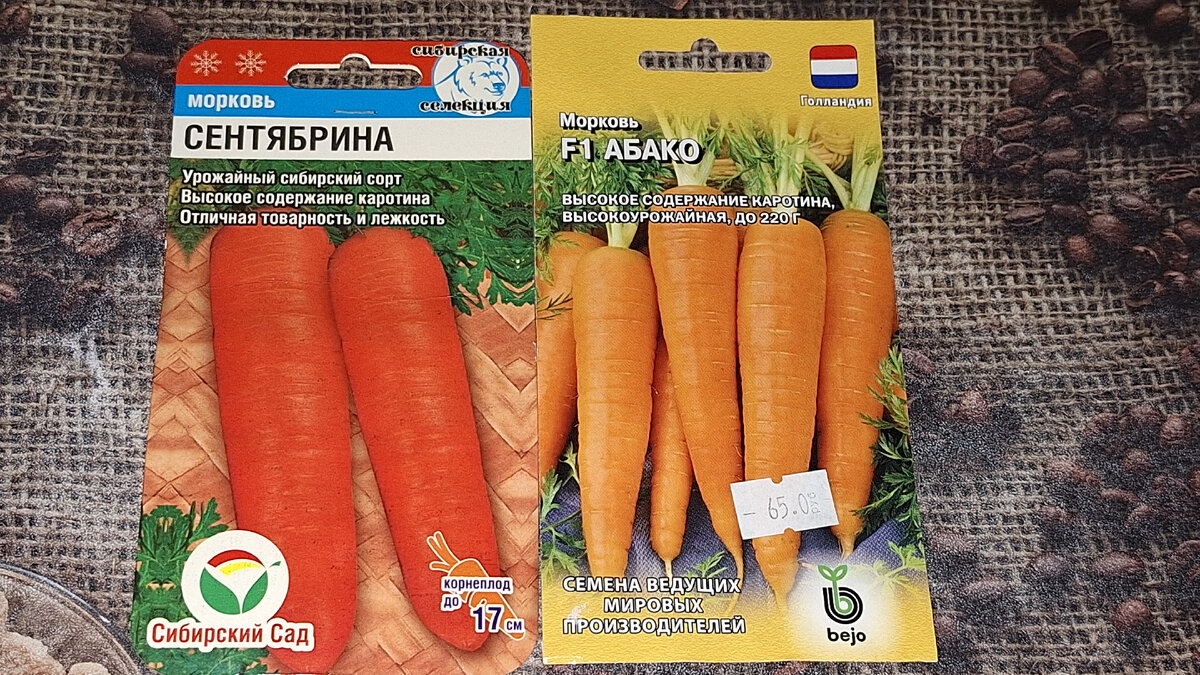 сибирская
селекция
морковь
СЕНТЯБРИНА
Урожайный сибирский сорт
Высокое содержание каротина
Отличная товарность и лежкость
корнеплод
до 17 см
Сибирский Сад
Голландия
Морковь
F1 АБАКО
ВЫСОКОЕ СОДЕРЖАНИЕ КАРОТИНА,
ВЫСОКОУРОЖАЙНАЯ, ДО 220 Г
- 65.0
СЕМЕНА ВЕДУЩИХ
МИРОВЫХ
ПРОИЗВОДИТЕЛЕЙ
bejo